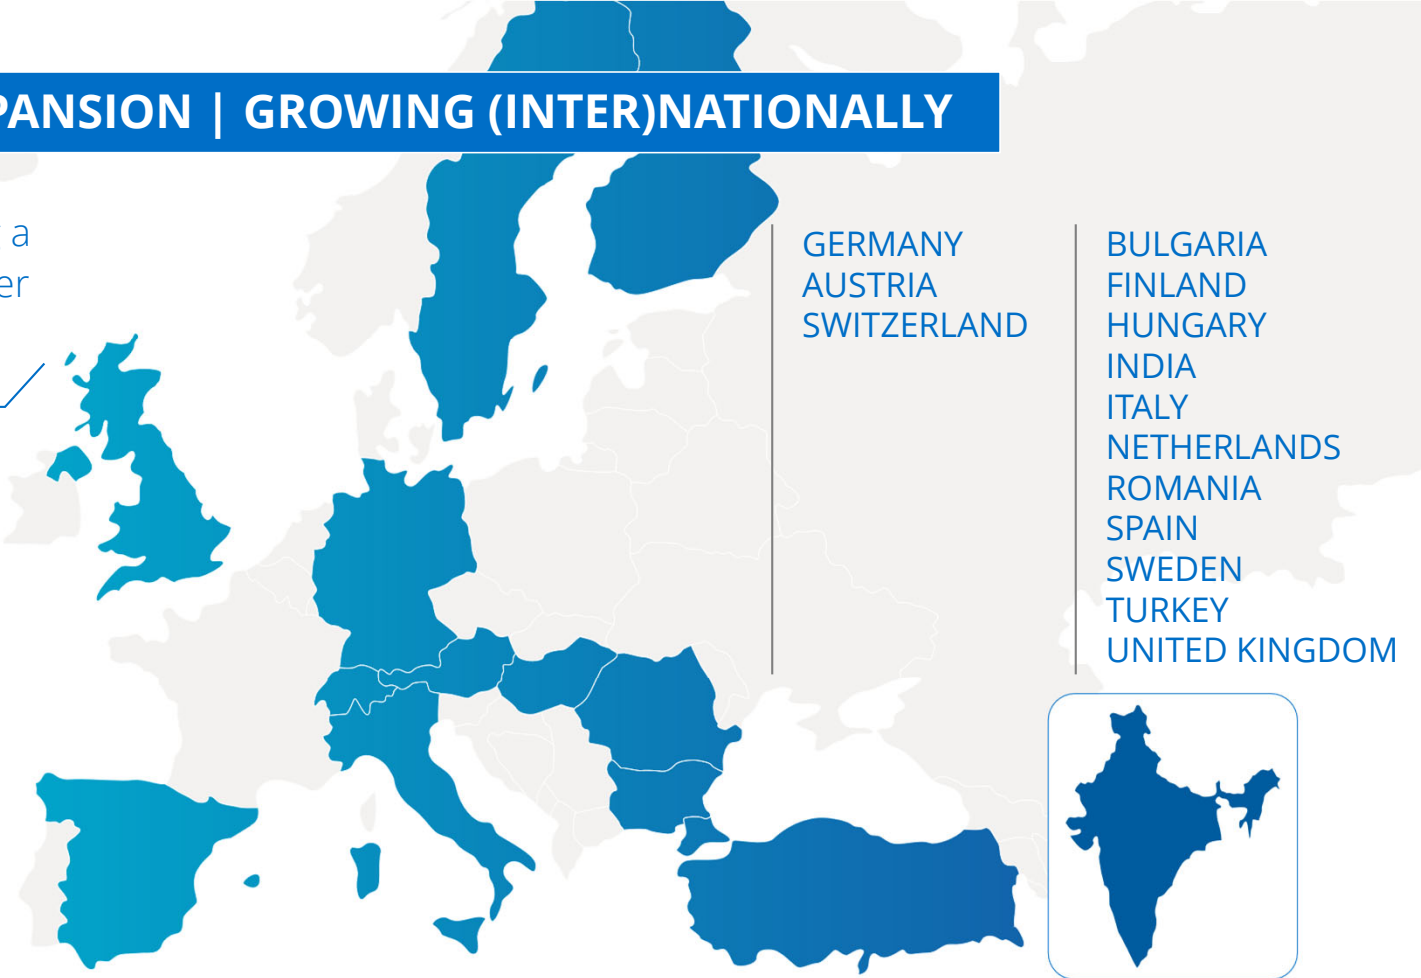 PANSION | GROWING (INTER)NATIONALLY
a
er
GERMANY
AUSTRIA
SWITZERLAND
BULGARIA
FINLAND
HUNGARY
INDIA
ITALY
NETHERLANDS
ROMANIA
SPAIN
SWEDEN
TURKEY
UNITED KINGDOM